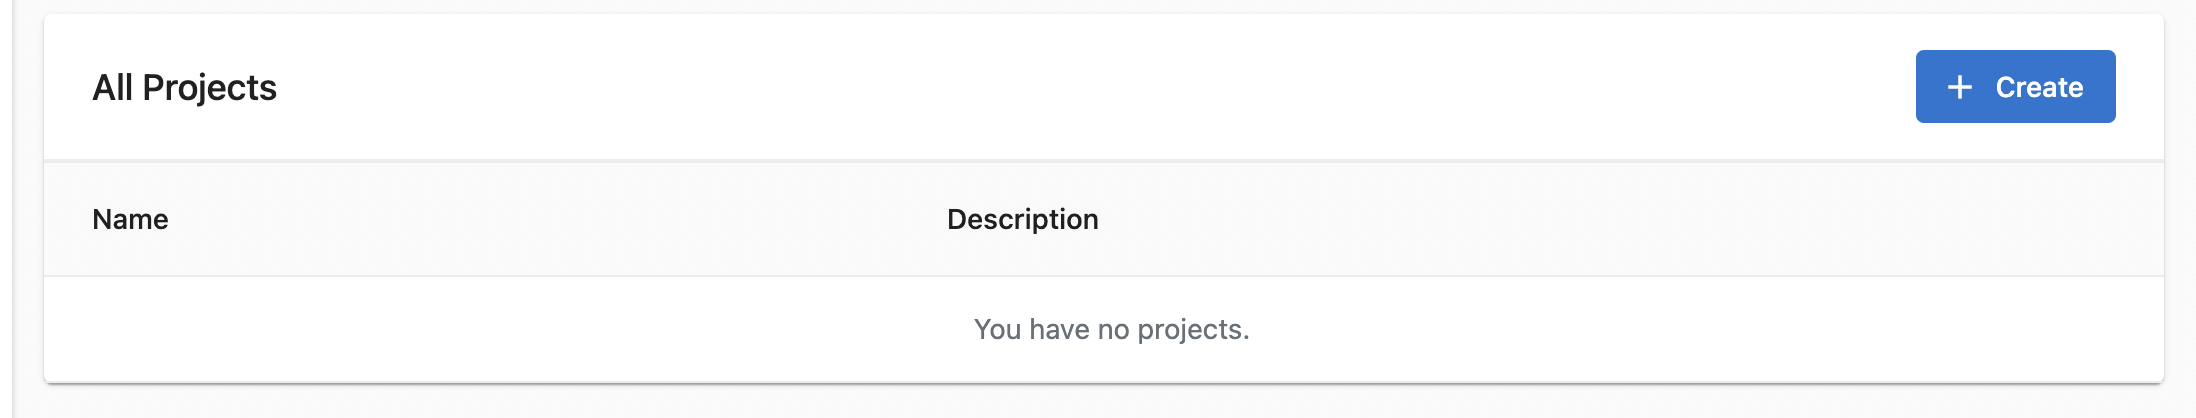 All Projects
+ Create
Name Description
You have no projects.